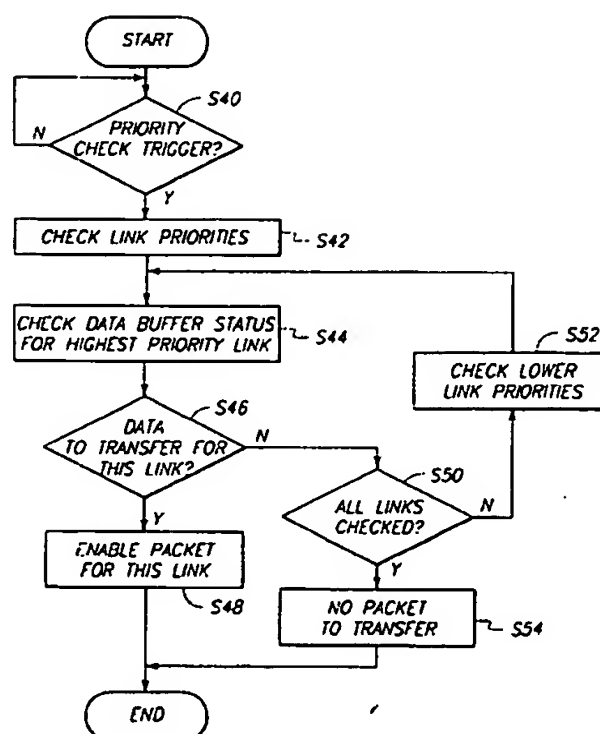 START
S40
N
PRIORITY
CHECK TRIGGER?
Y
CHECK LINK PRIORITIES
S42
CHECK DATA BUFFER STATUS
FOR HIGHEST PRIORITY LINK
S44
S52
CHECK LOWER
LINK PRIORITIES
S46
DATA
TO TRANSFER FOR
THIS LINK?
N
S50
ALL LINKS
CHECKED?
N
Y
ENABLE PACKET
FOR THIS LINK
S48
Y
NO PACKET
TO TRANSFER
S54
END